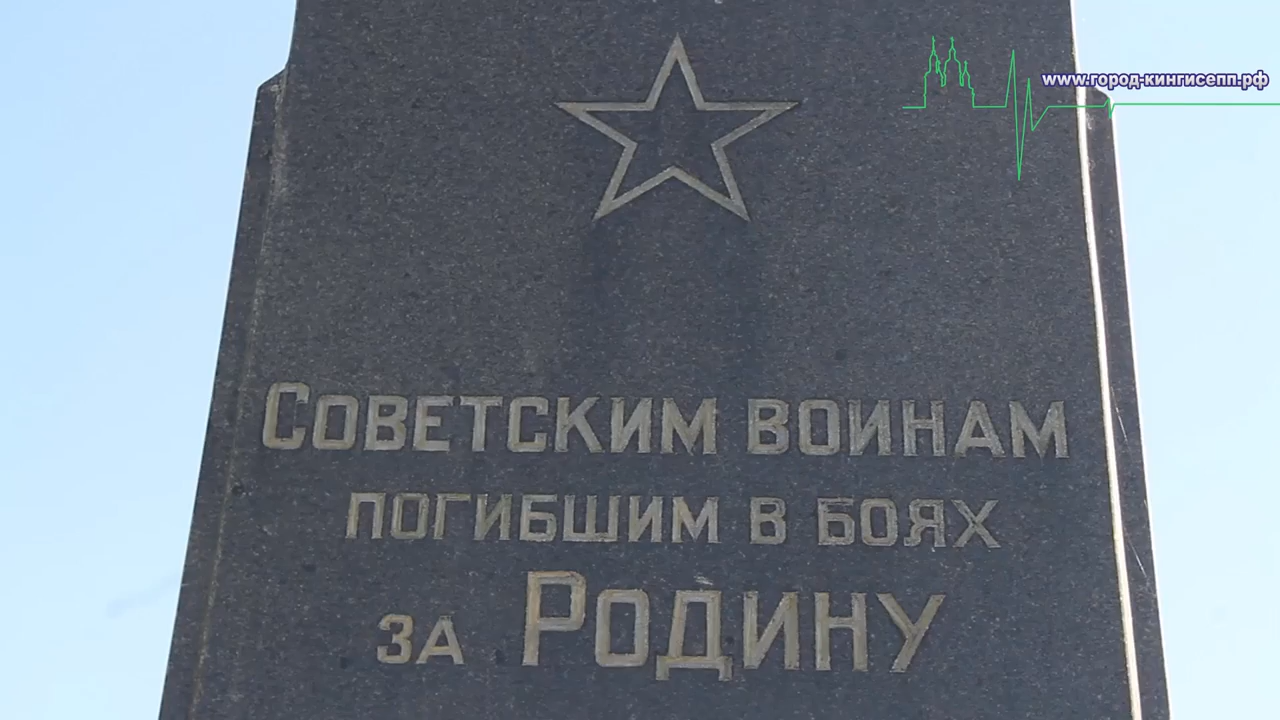 www.город-кингисепп.рф
Советским воинам
погибшим в боях
за Родину